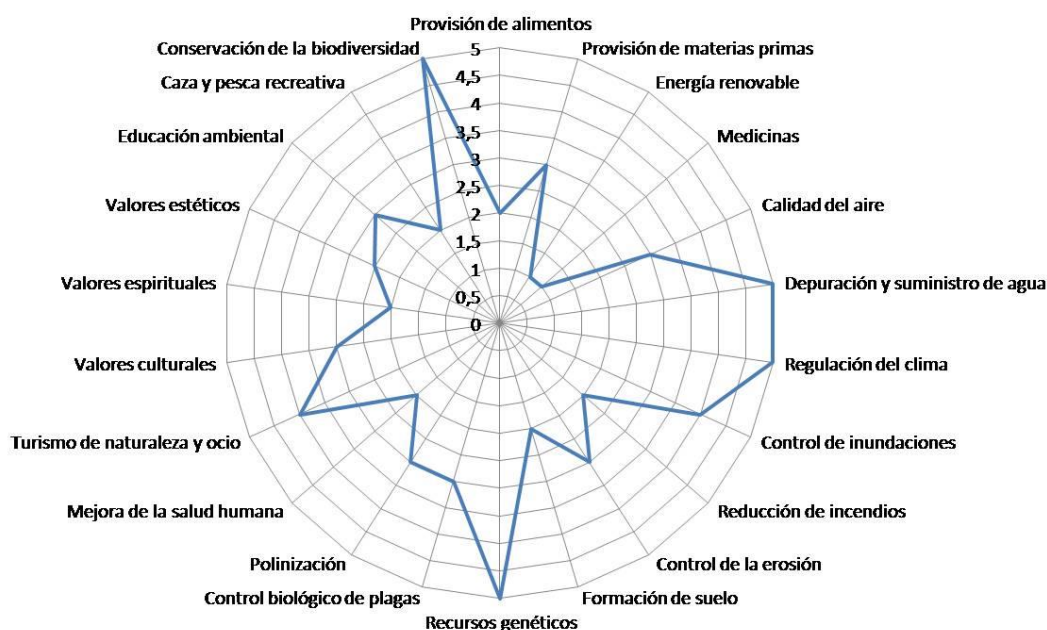 Provisión de alimentos
Provisión de materias primas
Energía renovable
Medicinas
Calidad del aire
Depuración y suministro de agua
Regulación del clima
Control de inundaciones
Reducción de incendios
Control de la erosión
Formación de suelo
Recursos genéticos
Control biológico de plagas
Polinización
Mejora de la salud humana
Turismo de naturaleza y ocio
Valores culturales
Valores espirituales
Valores estéticos
Educación ambiental
Caza y pesca recreativa
Conservación de la biodiversidad
5
4,5
4
3,5
3
2,5
2
1,5
1
0,5
0